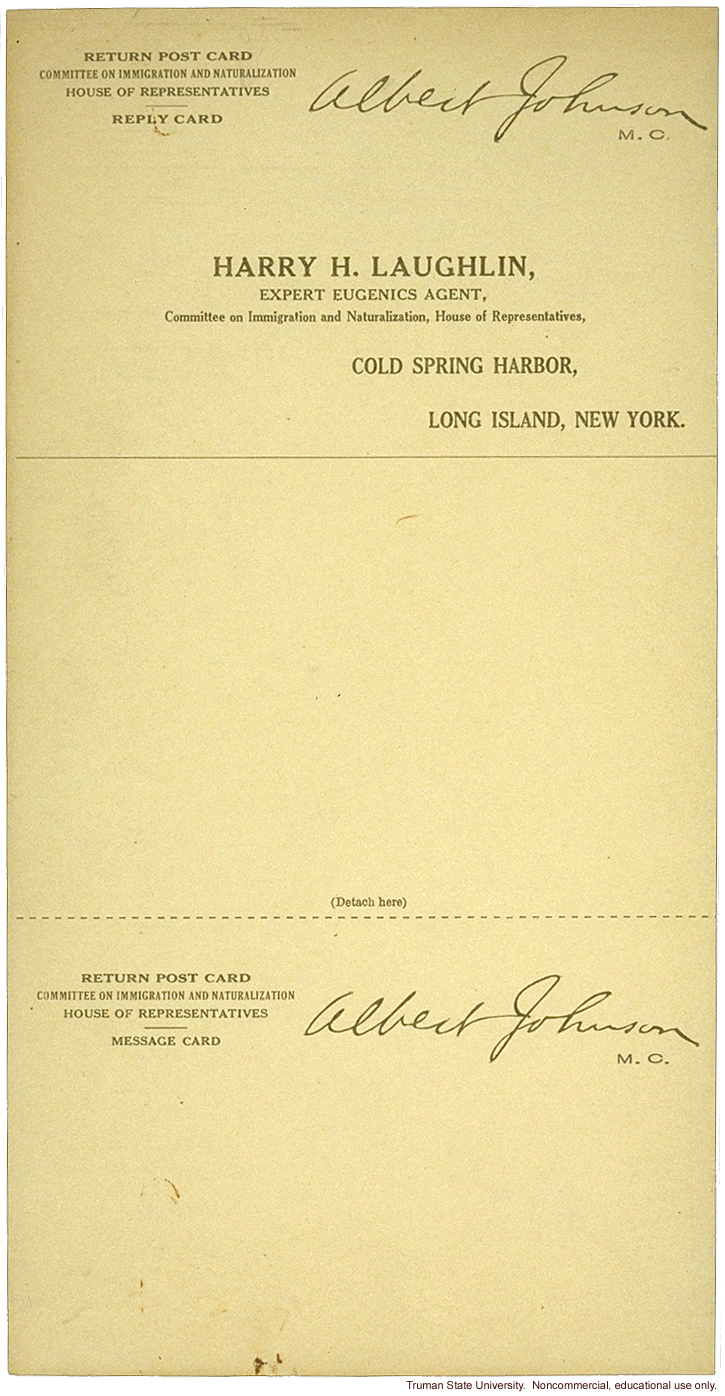 RETURN POST CARD
COMMITTEE ON IMMIGRATION AND NATURALIZATION
HOUSE OF REPRESENTATIVES
REPLY CARD
Albert Johnson
M. C.
HARRY H. LAUGHLIN,
EXPERT EUGENICS AGENT,
Committee on Immigration and Naturalization, House of Representatives,
COLD SPRING HARBOR,
LONG ISLAND, NEW YORK.
(Detach here)
RETURN POST CARD
COMMITTEE ON IMMIGRATION AND NATURALIZATION
HOUSE OF REPRESENTATIVES
MESSAGE CARD
Albert Johnson
M. C.
Truman State University. Noncommercial, educational use only.